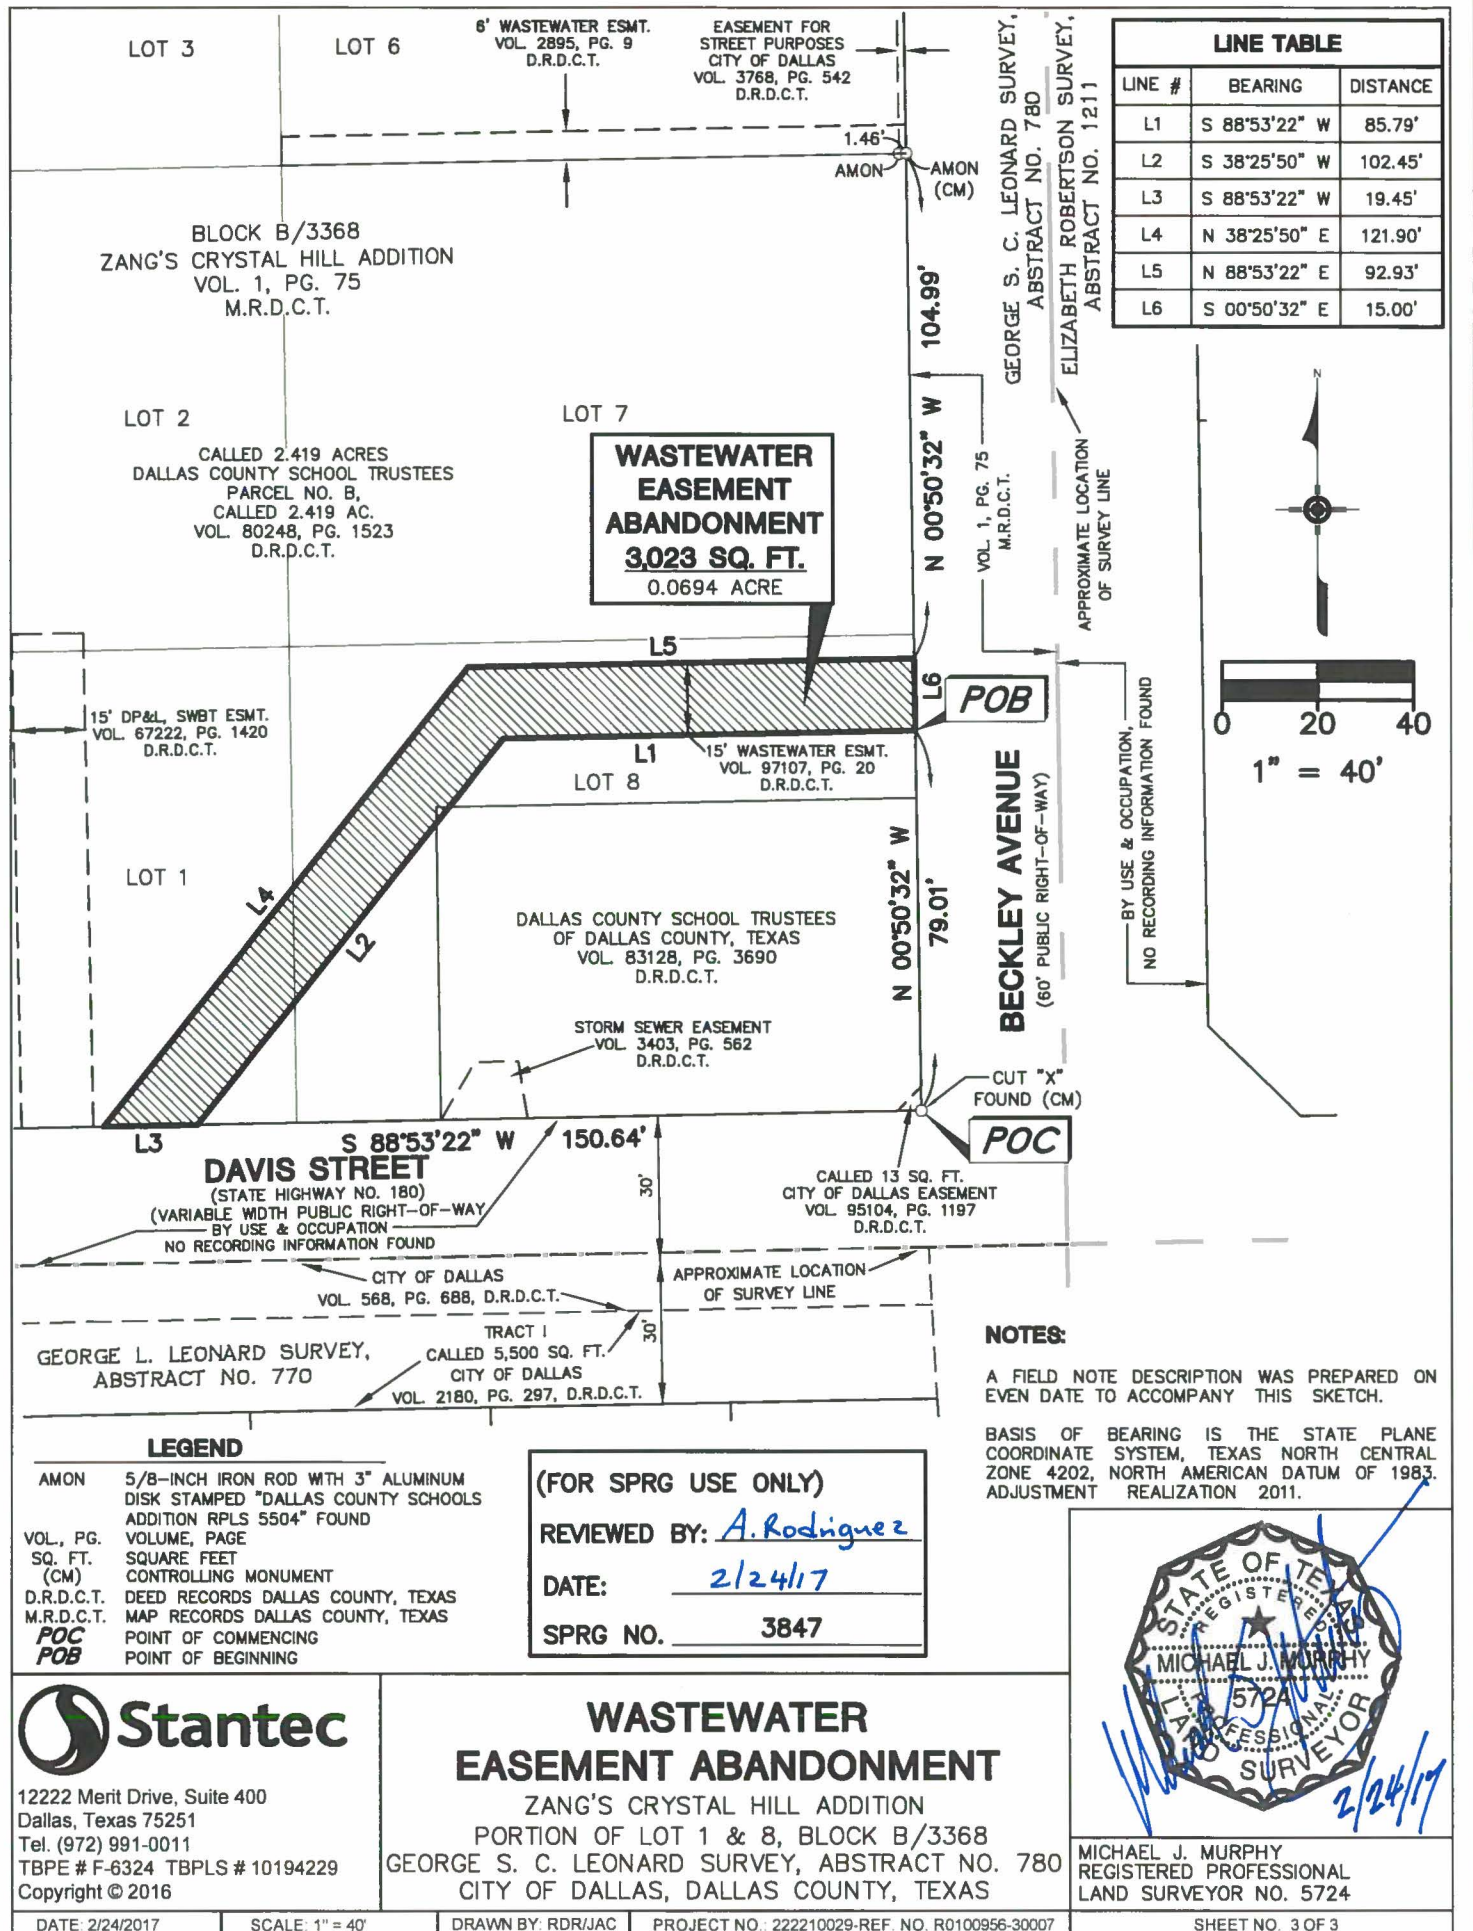 LOT 3
LOT 6
6' WASTEWATER ESMT.
VOL. 2895, PG. 9
D.R.D.C.T.
EASEMENT FOR
STREET PURPOSES
CITY OF DALLAS
VOL. 3768, PG. 542
D.R.D.C.T.
1.46'
AMON
AMON
(CM)
GEORGE S. C. LEONARD SURVEY,
ABSTRACT NO. 780
ELIZABETH ROBERTSON SURVEY,
ABSTRACT NO. 1211
LINE TABLE
LINE # BEARING DISTANCE
L1 S 88°53'22" W 85.79'
L2 S 38°25'50" W 102.45'
L3 S 88°53'22" W 19.45'
L4 N 38°25'50" E 121.90'
L5 N 88°53'22" E 92.93'
L6 S 00°50'32" E 15.00'
BLOCK B/3368
ZANG'S CRYSTAL HILL ADDITION
VOL. 1, PG. 75
M.R.D.C.T.
N 00°50'32" W 104.99'
LOT 2
LOT 7
CALLED 2.419 ACRES
DALLAS COUNTY SCHOOL TRUSTEES
PARCEL NO. B,
CALLED 2.419 AC.
VOL. 80248, PG. 1523
D.R.D.C.T.
WASTEWATER
EASEMENT
ABANDONMENT
3,023 SQ. FT.
0.0694 ACRE
VOL. 1, PG. 75
M.R.D.C.T.
APPROXIMATE LOCATION
OF SURVEY LINE
N
0 20 40
1" = 40'
L5
L6
POB
15' DP&L, SWBT ESMT.
VOL. 67222, PG. 1420
D.R.D.C.T.
L1
15' WASTEWATER ESMT.
VOL. 97107, PG. 20
D.R.D.C.T.
LOT 8
BY USE & OCCUPATION,
NO RECORDING INFORMATION FOUND
LOT 1
L4
L2
N 00°50'32" W
79.01'
BECKLEY AVENUE
(60' PUBLIC RIGHT-OF-WAY)
DALLAS COUNTY SCHOOL TRUSTEES
OF DALLAS COUNTY, TEXAS
VOL. 83128, PG. 3690
D.R.D.C.T.
STORM SEWER EASEMENT
VOL. 3403, PG. 562
D.R.D.C.T.
CUT "X"
FOUND (CM)
POC
L3
S 88°53'22" W 150.64'
DAVIS STREET
(STATE HIGHWAY NO. 180)
(VARIABLE WIDTH PUBLIC RIGHT-OF-WAY
BY USE & OCCUPATION
NO RECORDING INFORMATION FOUND
30'
CALLED 13 SQ. FT.
CITY OF DALLAS EASEMENT
VOL. 95104, PG. 1197
D.R.D.C.T.
CITY OF DALLAS
VOL. 568, PG. 688, D.R.D.C.T.
APPROXIMATE LOCATION
OF SURVEY LINE
30'
GEORGE L. LEONARD SURVEY,
ABSTRACT NO. 770
TRACT I
CALLED 5,500 SQ. FT.
CITY OF DALLAS
VOL. 2180, PG. 297, D.R.D.C.T.
NOTES:
A FIELD NOTE DESCRIPTION WAS PREPARED ON
EVEN DATE TO ACCOMPANY THIS SKETCH.
BASIS OF BEARING IS THE STATE PLANE
COORDINATE SYSTEM, TEXAS NORTH CENTRAL
ZONE 4202, NORTH AMERICAN DATUM OF 1983.
ADJUSTMENT REALIZATION 2011.
LEGEND
AMON 5/8-INCH IRON ROD WITH 3" ALUMINUM
DISK STAMPED "DALLAS COUNTY SCHOOLS
ADDITION RPLS 5504" FOUND
VOL., PG. VOLUME, PAGE
SQ. FT. SQUARE FEET
(CM) CONTROLLING MONUMENT
D.R.D.C.T. DEED RECORDS DALLAS COUNTY, TEXAS
M.R.D.C.T. MAP RECORDS DALLAS COUNTY, TEXAS
POC POINT OF COMMENCING
POB POINT OF BEGINNING
(FOR SPRG USE ONLY)
REVIEWED BY: A. Rodriguez
DATE: 2/24/17
SPRG NO. 3847
STATE OF TEXAS
REGISTERED
MICHAEL J. MURPHY
5724
PROFESSIONAL
LAND SURVEYOR
2/24/17
MICHAEL J. MURPHY
REGISTERED PROFESSIONAL
LAND SURVEYOR NO. 5724
Stantec
12222 Merit Drive, Suite 400
Dallas, Texas 75251
Tel. (972) 991-0011
TBPE # F-6324 TBPLS # 10194229
Copyright © 2016
WASTEWATER
EASEMENT ABANDONMENT
ZANG'S CRYSTAL HILL ADDITION
PORTION OF LOT 1 & 8, BLOCK B/3368
GEORGE S. C. LEONARD SURVEY, ABSTRACT NO. 780
CITY OF DALLAS, DALLAS COUNTY, TEXAS
DATE: 2/24/2017 SCALE: 1" = 40' DRAWN BY: RDR/JAC PROJECT NO.: 222210029-REF. NO. R0100956-30007 SHEET NO. 3 OF 3